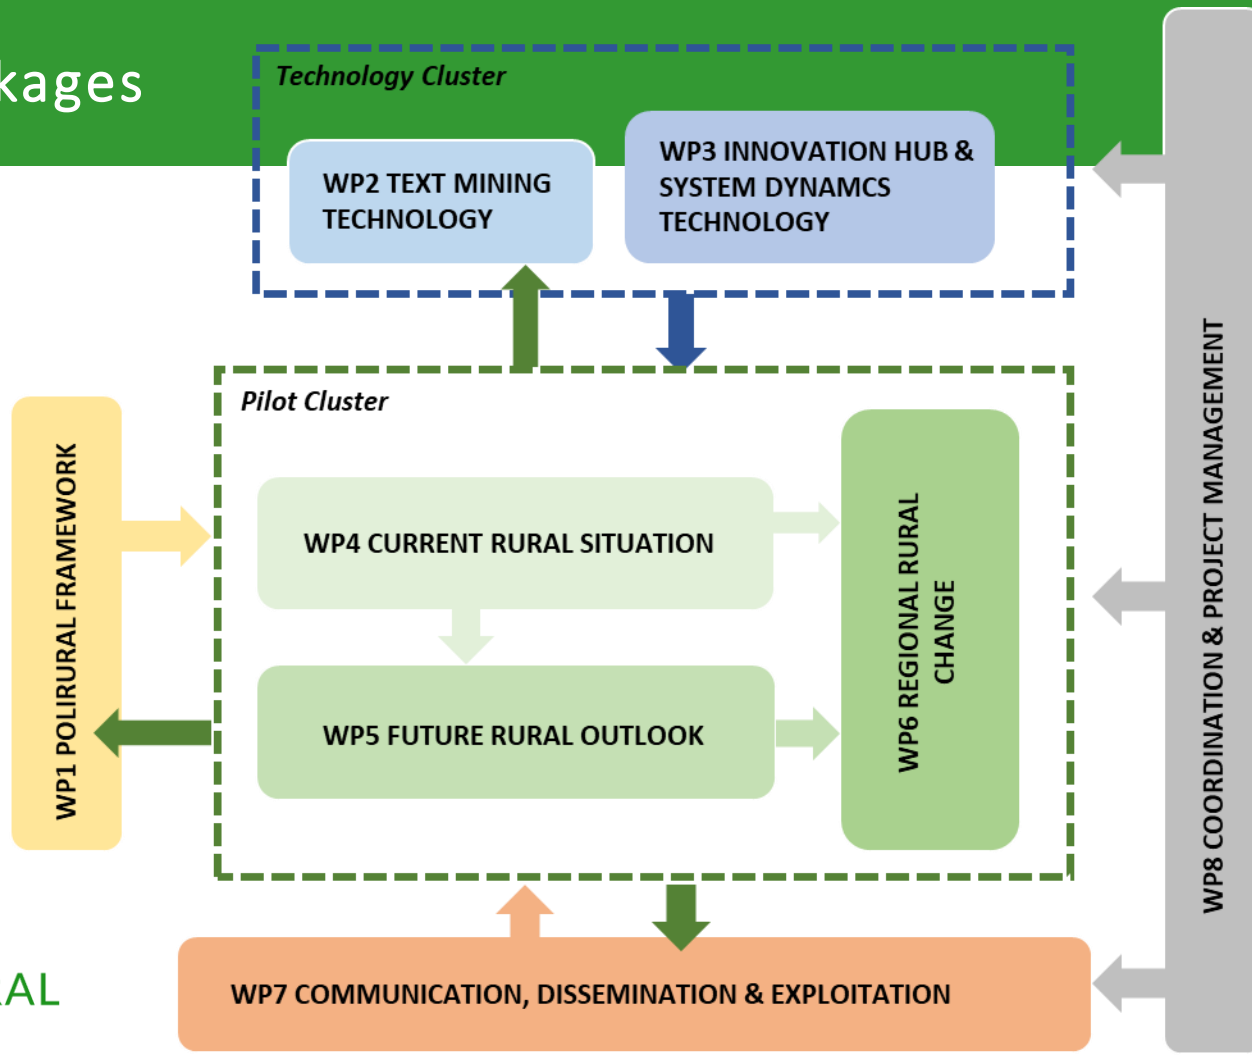 kages
Technology Cluster
WP2 TEXT MINING
TECHNOLOGY
WP3 INNOVATION HUB &
SYSTEM DYNAMCS
TECHNOLOGY
Pilot Cluster
WP1 POLIRURAL FRAMEWORK
WP4 CURRENT RURAL SITUATION
WP5 FUTURE RURAL OUTLOOK
WP6 REGIONAL RURAL
CHANGE
WP8 COORDINATION & PROJECT MANAGEMENT
WP7 COMMUNICATION, DISSEMINATION & EXPLOITATION
AL